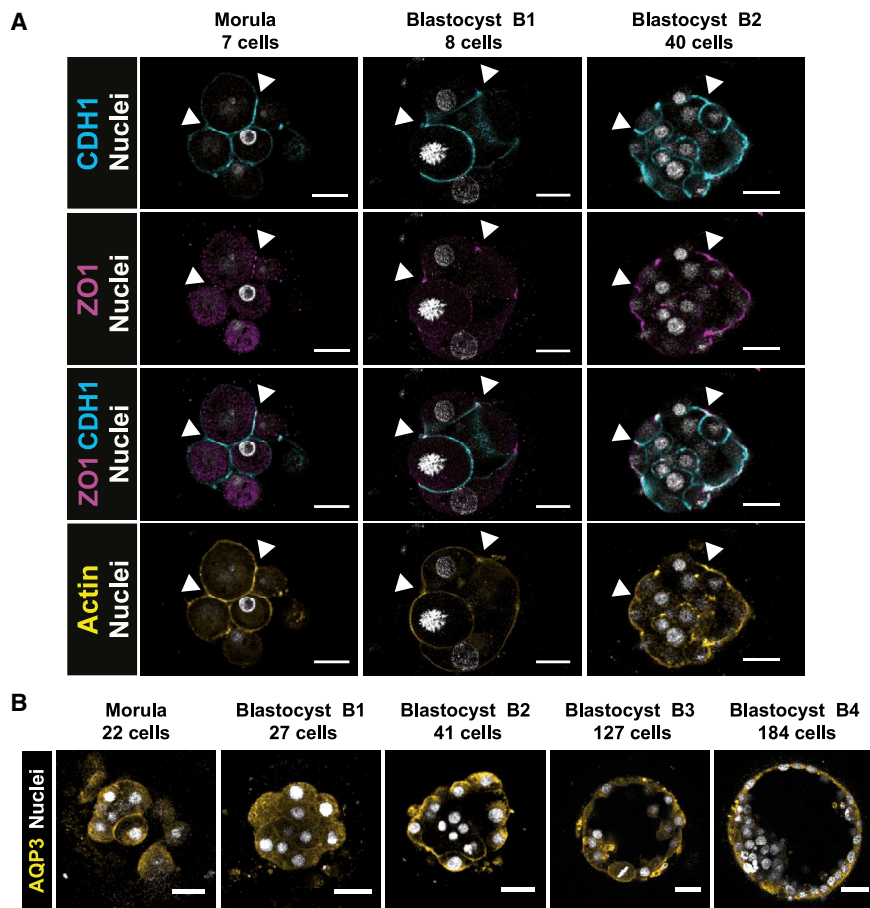 A
Morula
7 cells
Blastocyst B1
8 cells
Blastocyst B2
40 cells
CDH1
Nuclei
ZO1
Nuclei
ZO1 CDH1
Nuclei
Actin
Nuclei
B
Morula
22 cells
Blastocyst B1
27 cells
Blastocyst B2
41 cells
Blastocyst B3
127 cells
Blastocyst B4
184 cells
AQP3 Nuclei